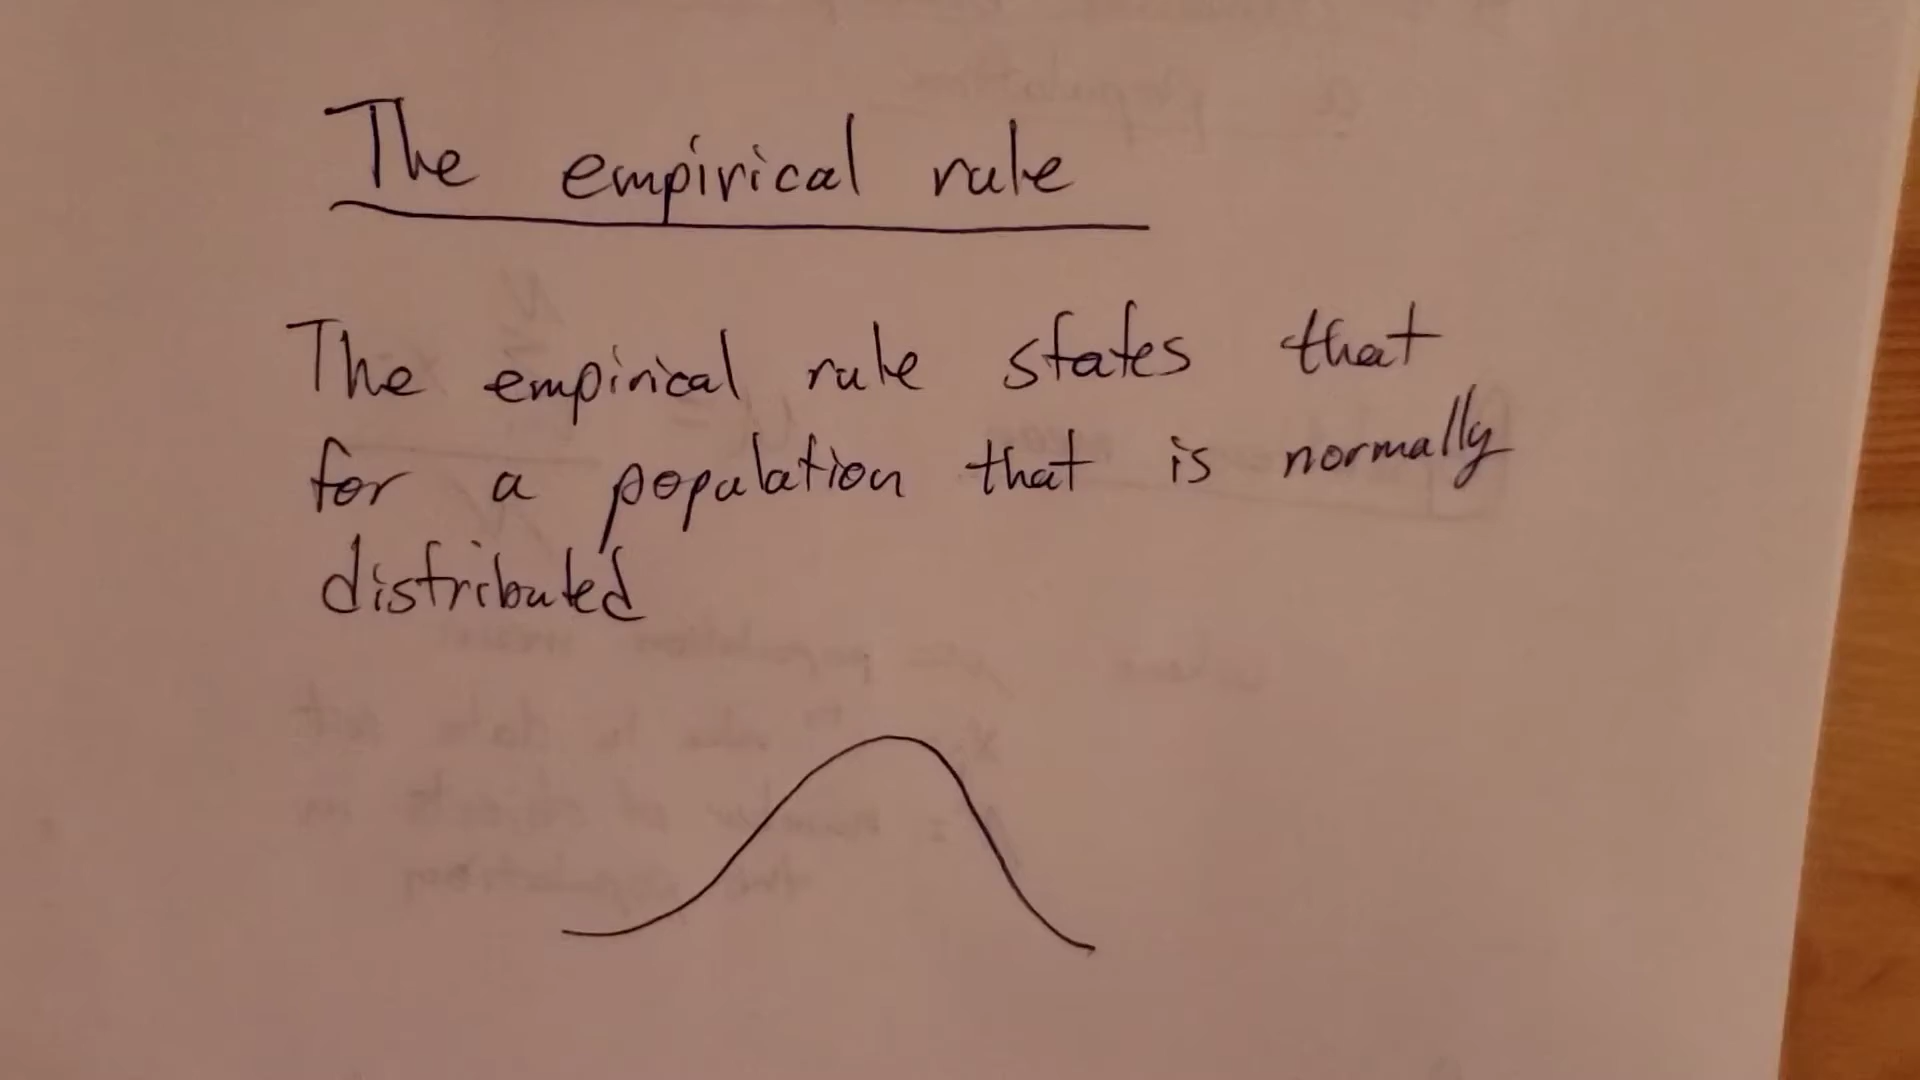 The empirical rule
The empirical rule states that
for a population that is normally
distributed